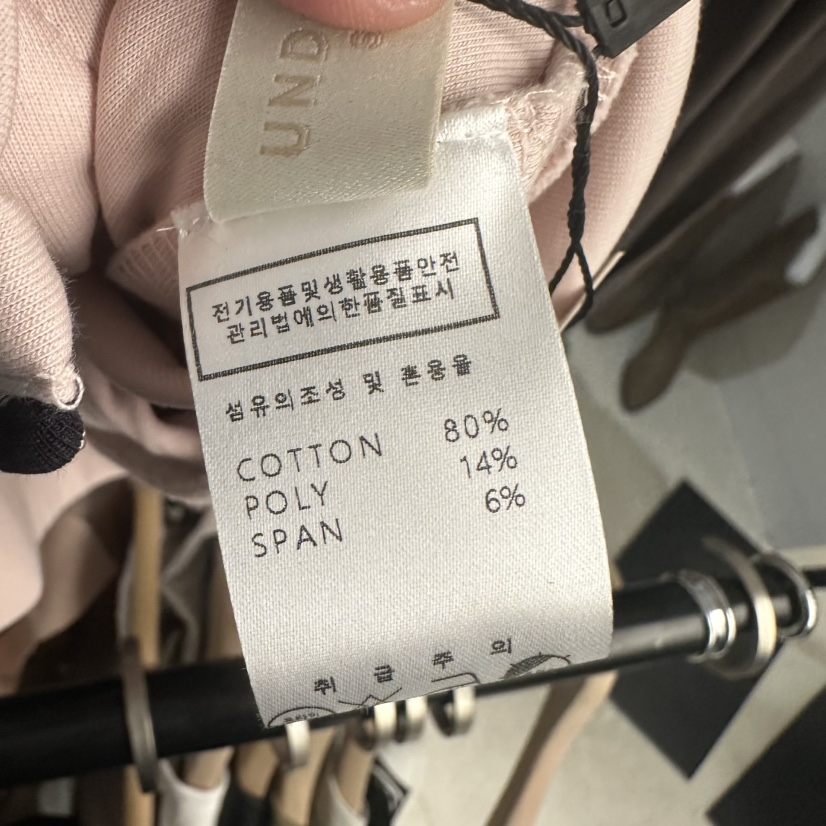 UND
전기용품및생활용품안전
관리법에의한품질표시
섬유의조성 및 혼용율
COTTON 80%
POLY 14%
SPAN 6%
취급주의